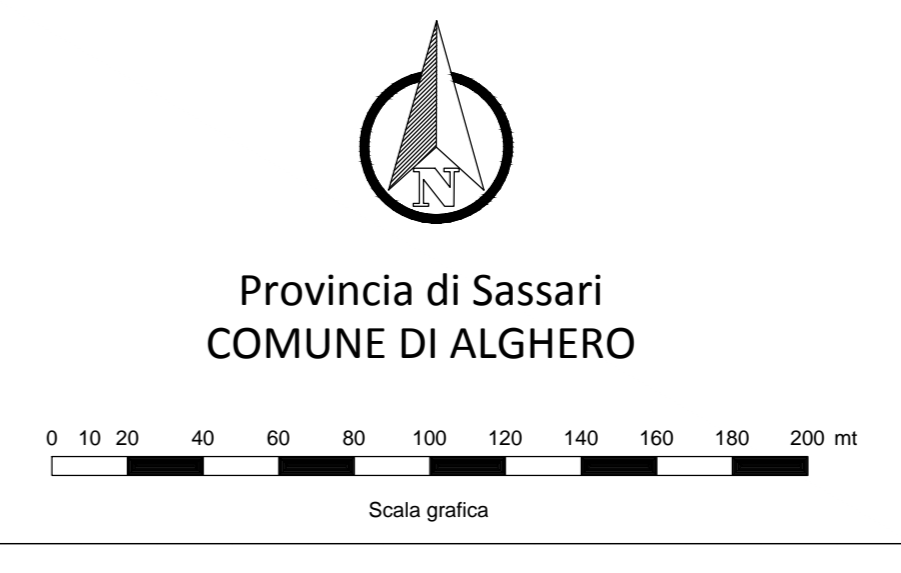 N
Provincia di Sassari
COMUNE DI ALGHERO
0 10 20 40 60 80 100 120 140 160 180 200 mt
Scala grafica